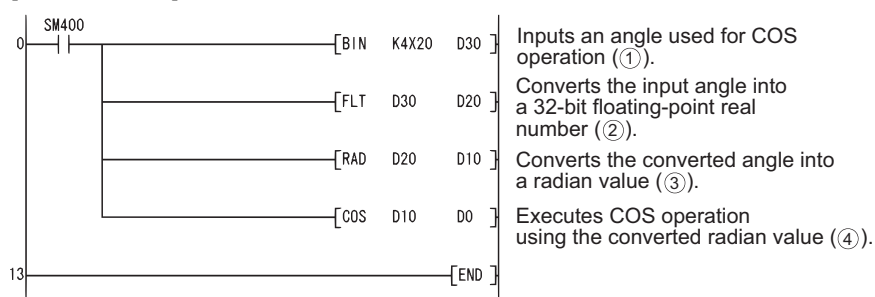 SM400
0 [BIN K4X20 D30] Inputs an angle used for COS
operation (①).
[FLT D30 D20] Converts the input angle into
a 32-bit floating-point real
number (②).
[RAD D20 D10] Converts the converted angle into
a radian value (③).
[COS D10 D0] Executes COS operation
using the converted radian value (④).
13 [END]